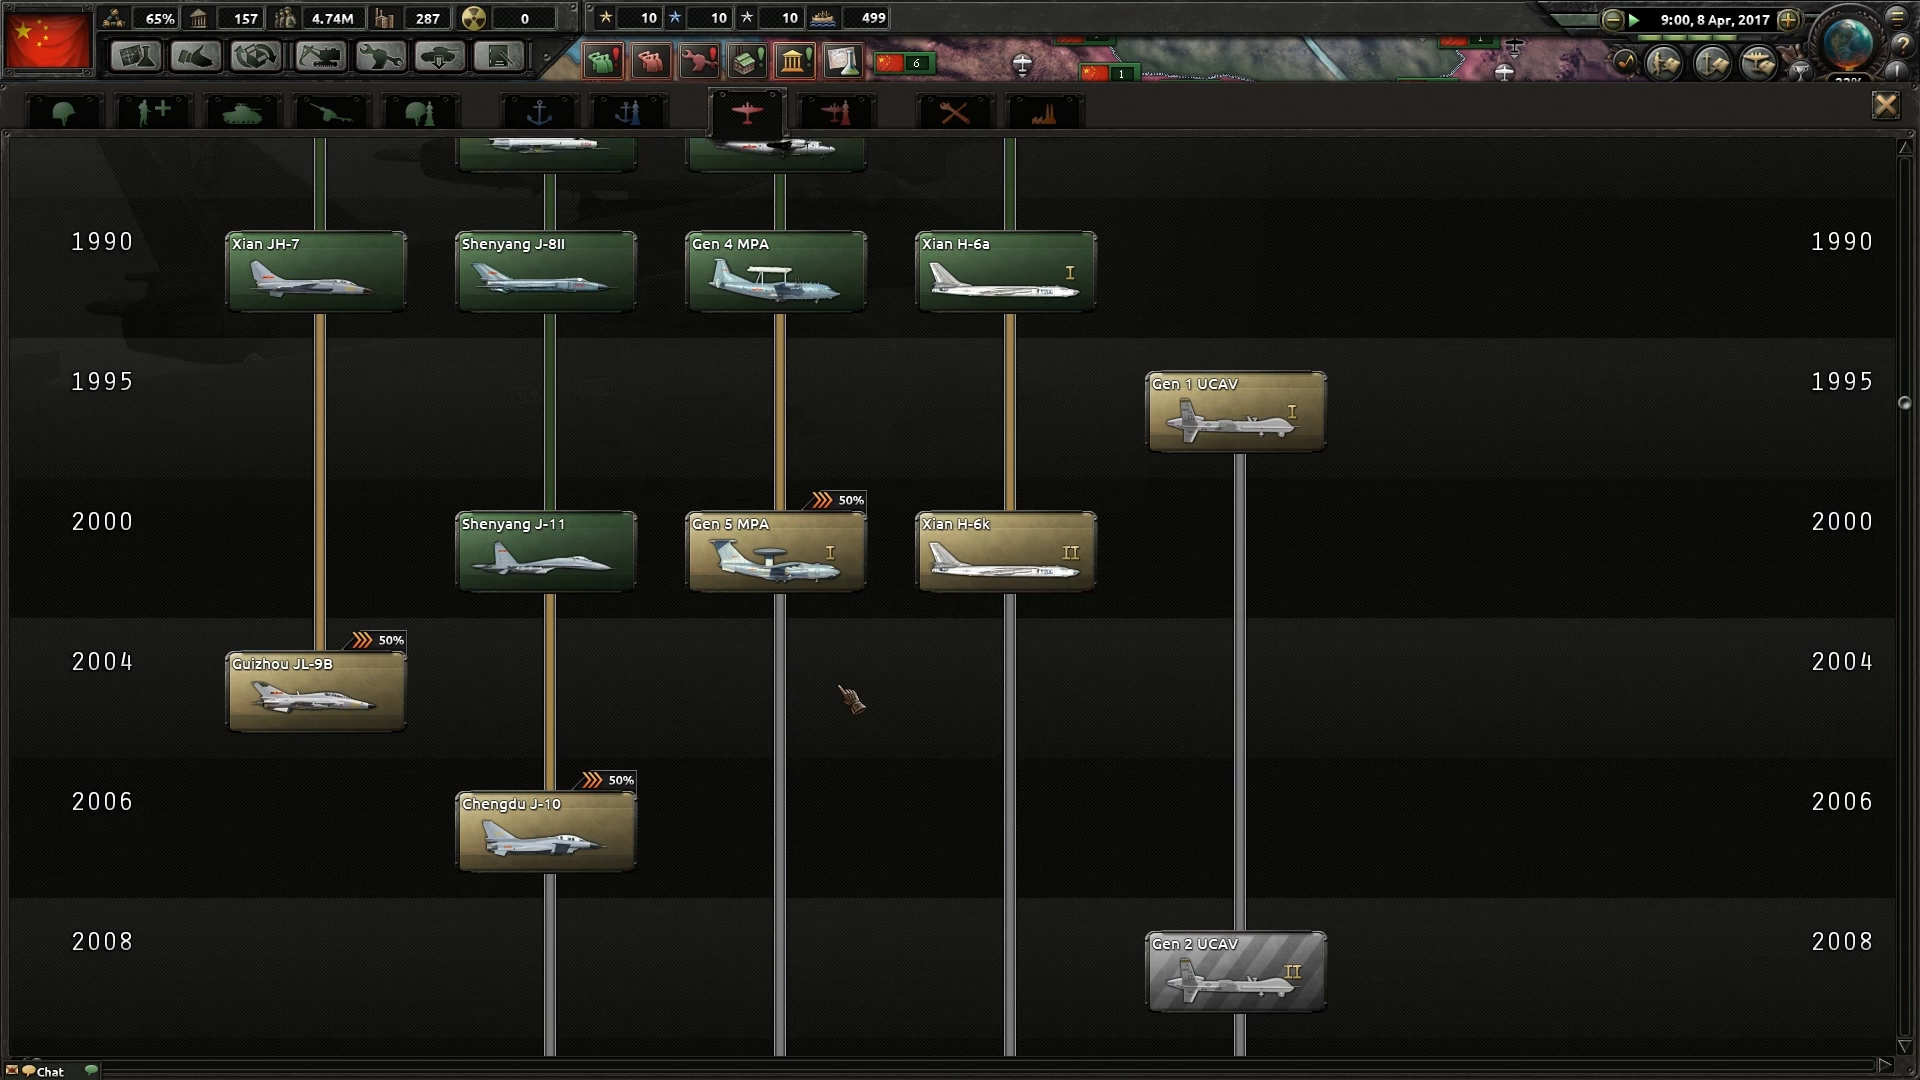 65% 157 4.74M 287 0 10 10 10 499 9:00, 8 Apr, 2017
6 1
1990 Xian JH-7 Shenyang J-8II Gen 4 MPA Xian H-6a 1990
I
1995 Gen 1 UCAV 1995
I
50%
2000 Shenyang J-11 Gen 5 MPA Xian H-6k 2000
I II
50%
2004 Guizhou JL-9B 2004
50%
2006 Chengdu J-10 2006
2008 Gen 2 UCAV 2008
II
Chat